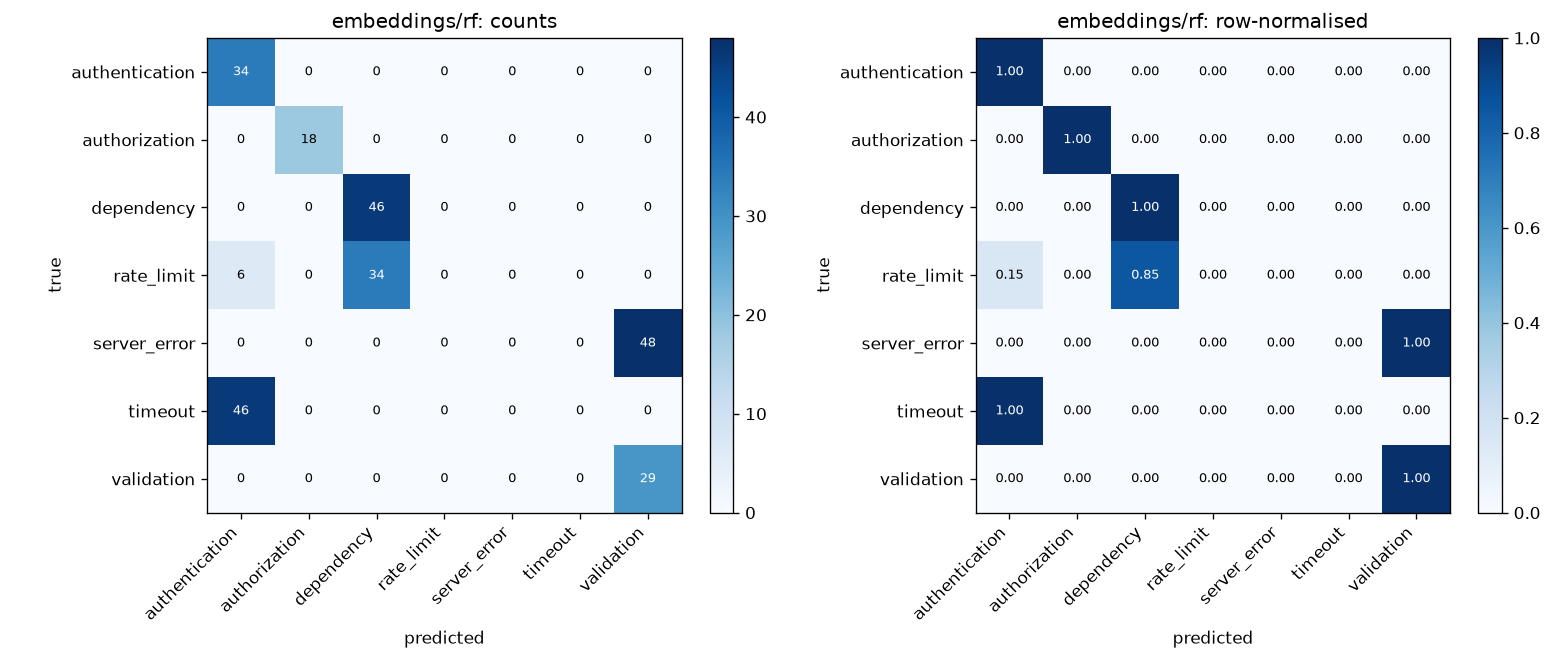 embeddings/rf: counts
authentication 34 0 0 0 0 0 0
authorization 0 18 0 0 0 0 0
dependency 0 0 46 0 0 0 0
rate_limit 6 0 34 0 0 0 0
server_error 0 0 0 0 0 0 48
timeout 46 0 0 0 0 0 0
validation 0 0 0 0 0 0 29
true
authentication
authorization
dependency
rate_limit
server_error
timeout
validation
predicted
40
30
20
10
0
embeddings/rf: row-normalised
authentication 1.00 0.00 0.00 0.00 0.00 0.00 0.00
authorization 0.00 1.00 0.00 0.00 0.00 0.00 0.00
dependency 0.00 0.00 1.00 0.00 0.00 0.00 0.00
rate_limit 0.15 0.00 0.85 0.00 0.00 0.00 0.00
server_error 0.00 0.00 0.00 0.00 0.00 0.00 1.00
timeout 1.00 0.00 0.00 0.00 0.00 0.00 0.00
validation 0.00 0.00 0.00 0.00 0.00 0.00 1.00
true
authentication
authorization
dependency
rate_limit
server_error
timeout
validation
predicted
1.0
0.8
0.6
0.4
0.2
0.0